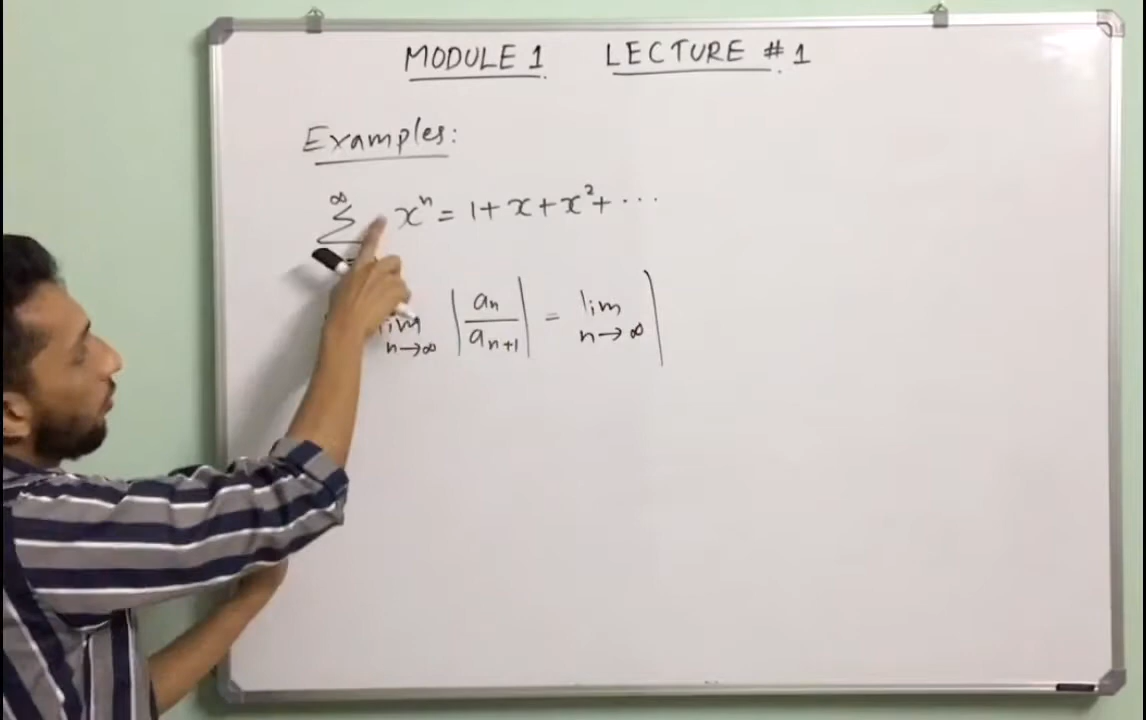 MODULE 1 LECTURE # 1
Examples:
∞
∑ xⁿ = 1 + x + x² + ...
lim n→∞ |aₙ / aₙ₊₁| = lim n→∞ |